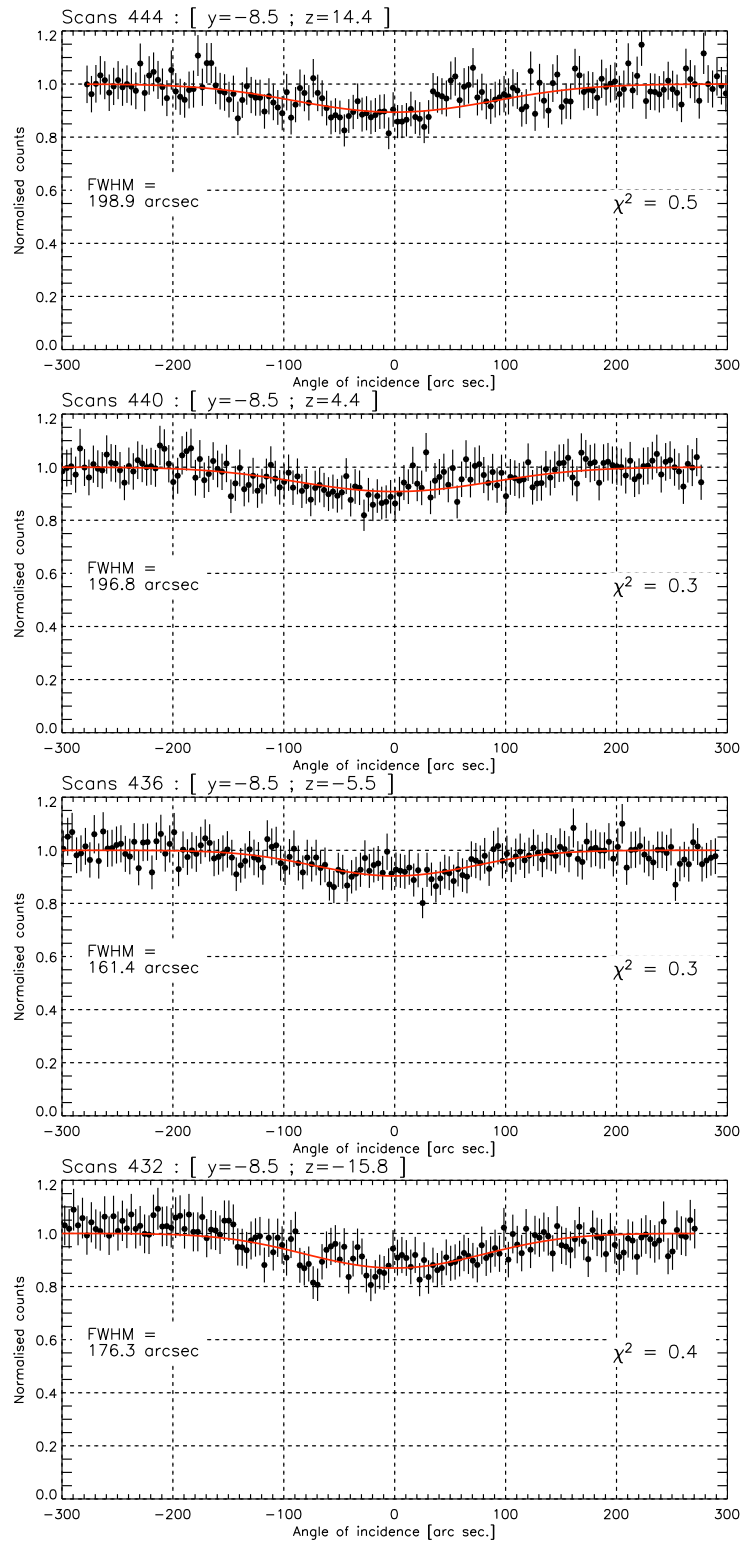 Scans 444 : [ y=−8.5 ; z=14.4 ]
1.2
1.0
0.8
0.6
0.4
0.2
0.0
Normalised counts
FWHM =
198.9 arcsec
χ² = 0.5
−300 −200 −100 0 100 200 300
Angle of incidence [arc sec.]
Scans 440 : [ y=−8.5 ; z=4.4 ]
1.2
1.0
0.8
0.6
0.4
0.2
0.0
Normalised counts
FWHM =
196.8 arcsec
χ² = 0.3
−300 −200 −100 0 100 200 300
Angle of incidence [arc sec.]
Scans 436 : [ y=−8.5 ; z=−5.5 ]
1.2
1.0
0.8
0.6
0.4
0.2
0.0
Normalised counts
FWHM =
161.4 arcsec
χ² = 0.3
−300 −200 −100 0 100 200 300
Angle of incidence [arc sec.]
Scans 432 : [ y=−8.5 ; z=−15.8 ]
1.2
1.0
0.8
0.6
0.4
0.2
0.0
Normalised counts
FWHM =
176.3 arcsec
χ² = 0.4
−300 −200 −100 0 100 200 300
Angle of incidence [arc sec.]